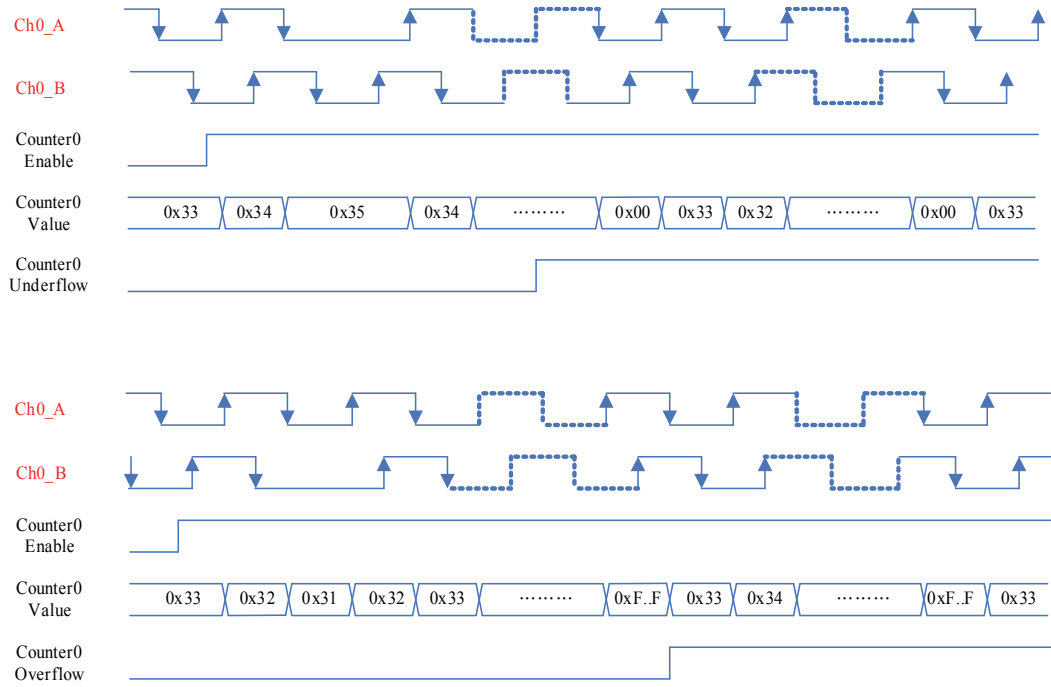 Ch0_A
Ch0_B
Counter0
Enable
Counter0
Value
0x33 0x34 0x35 0x34 ……… 0x00 0x33 0x32 ……… 0x00 0x33
Counter0
Underflow
Ch0_A
Ch0_B
Counter0
Enable
Counter0
Value
0x33 0x32 0x31 0x32 0x33 ……… 0xF..F 0x33 0x34 ……… 0xF..F 0x33
Counter0
Overflow